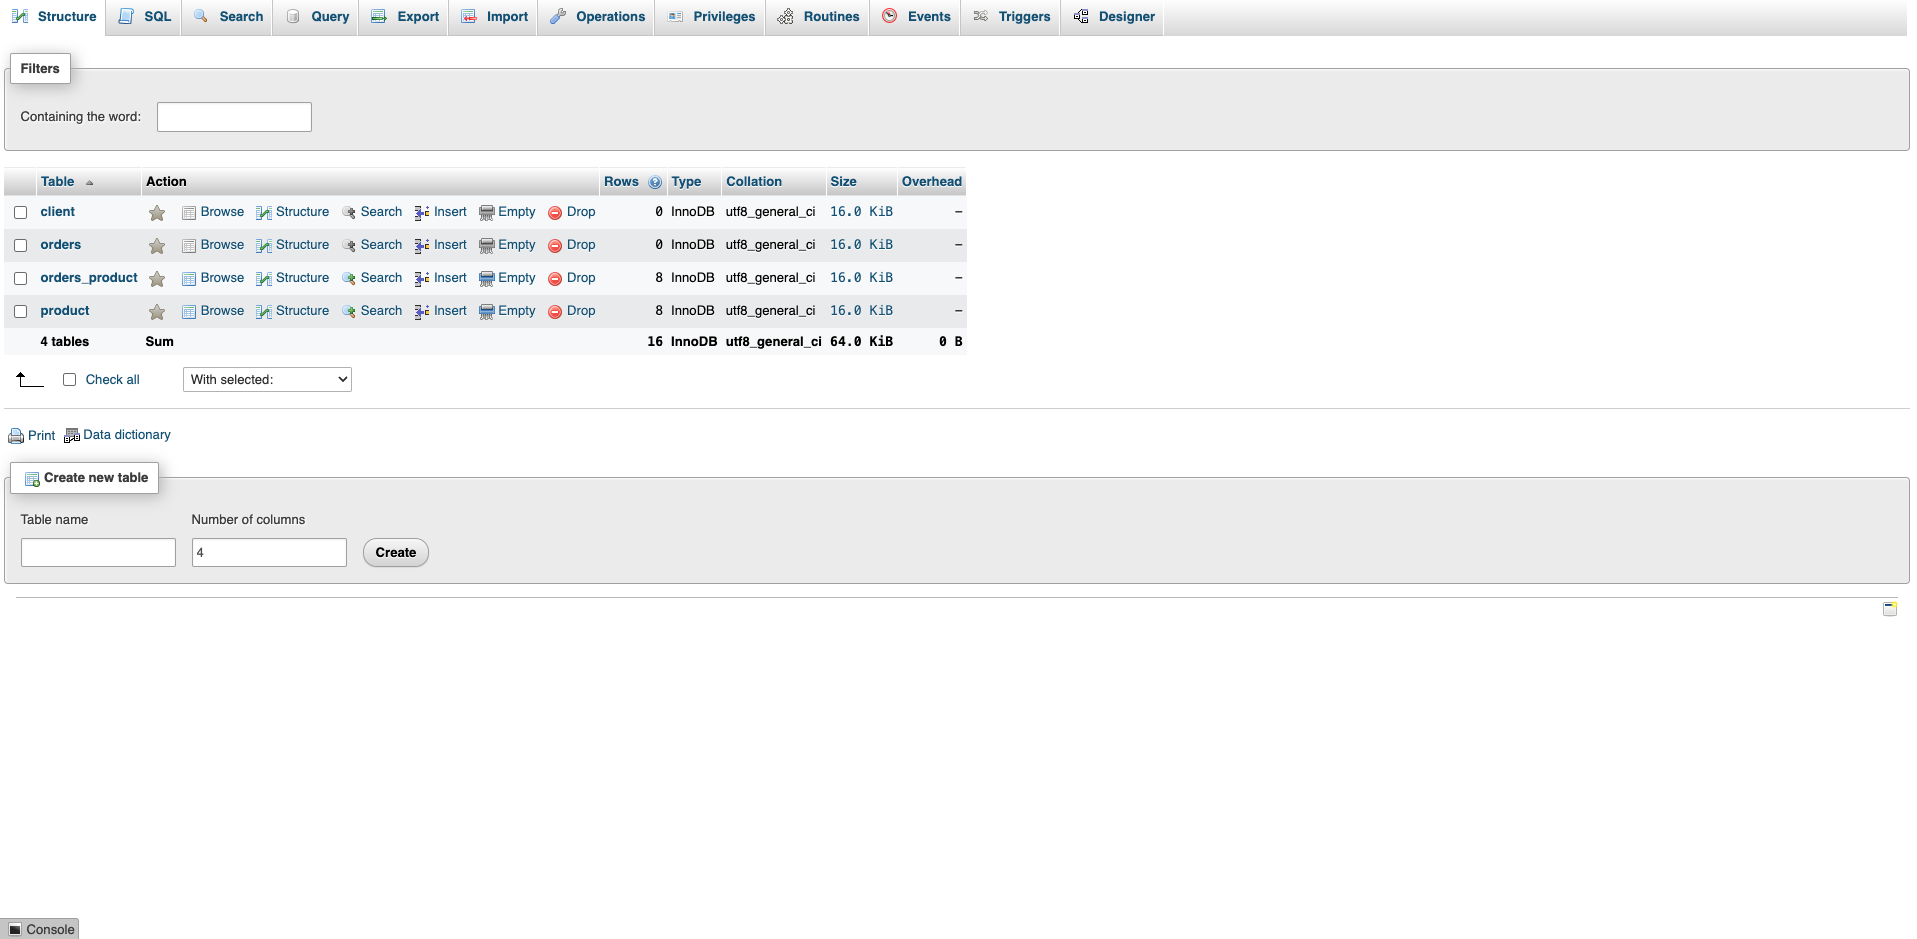 Structure SQL Search Query Export Import Operations Privileges Routines Events Triggers Designer
Filters
Containing the word:
Table Action Rows Type Collation Size Overhead
client Browse Structure Search Insert Empty Drop 0 InnoDB utf8_general_ci 16.0 KiB –
orders Browse Structure Search Insert Empty Drop 0 InnoDB utf8_general_ci 16.0 KiB –
orders_product Browse Structure Search Insert Empty Drop 8 InnoDB utf8_general_ci 16.0 KiB –
product Browse Structure Search Insert Empty Drop 8 InnoDB utf8_general_ci 16.0 KiB –
4 tables Sum 16 InnoDB utf8_general_ci 64.0 KiB 0 B
Check all With selected:
Print Data dictionary
Create new table
Table name Number of columns
4 Create
Console